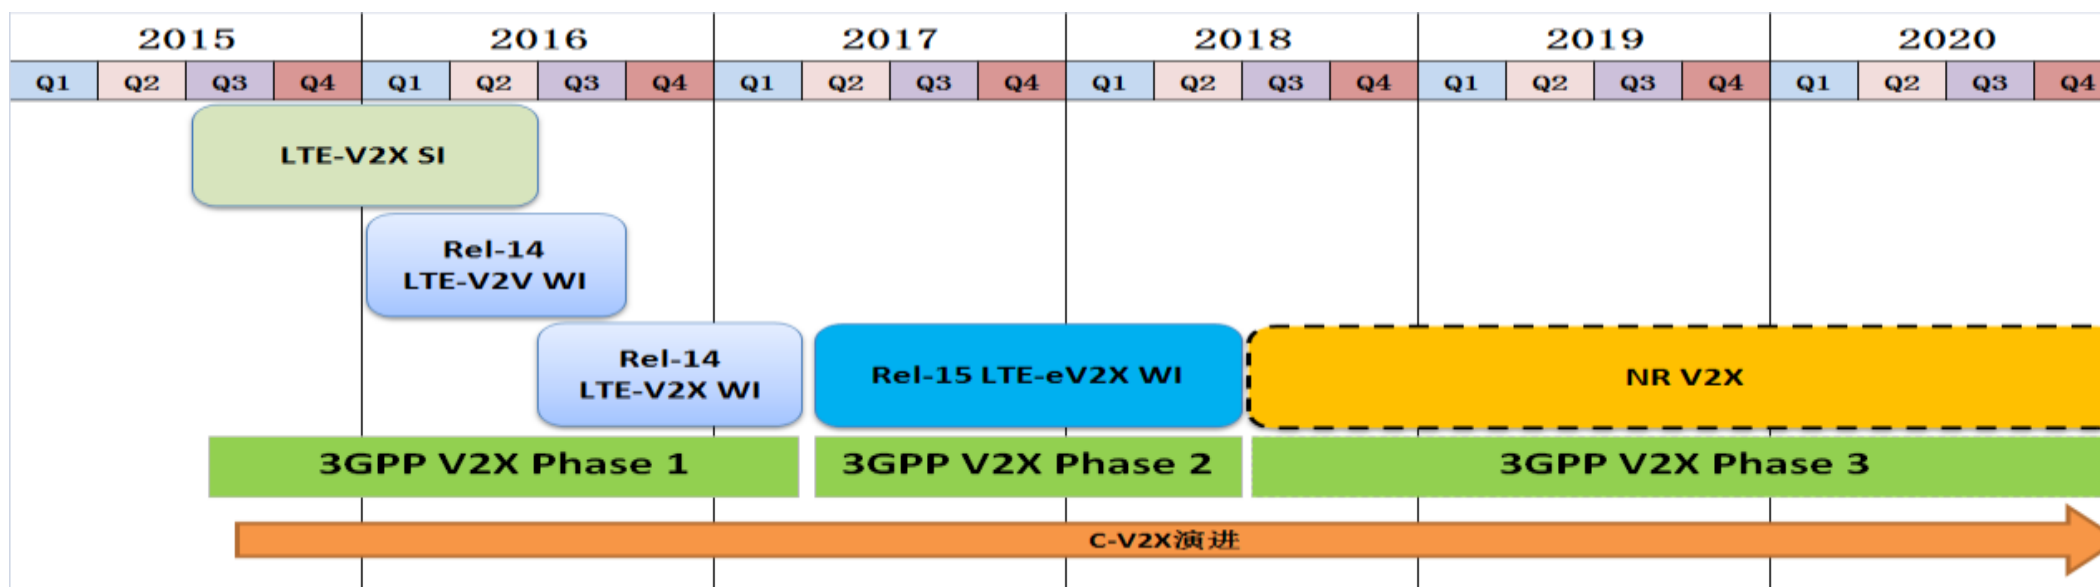 2015 2016 2017 2018 2019 2020
Q1 Q2 Q3 Q4 Q1 Q2 Q3 Q4 Q1 Q2 Q3 Q4 Q1 Q2 Q3 Q4 Q1 Q2 Q3 Q4 Q1 Q2 Q3 Q4
LTE-V2X SI
Rel-14
LTE-V2V WI
Rel-14
LTE-V2X WI
Rel-15 LTE-eV2X WI
NR V2X
3GPP V2X Phase 1
3GPP V2X Phase 2
3GPP V2X Phase 3
C-V2X演进